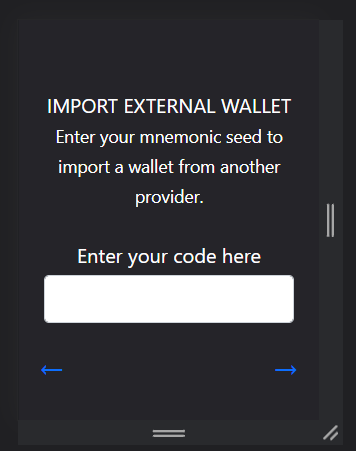 IMPORT EXTERNAL WALLET
Enter your mnemonic seed to
import a wallet from another
provider.
Enter your code here